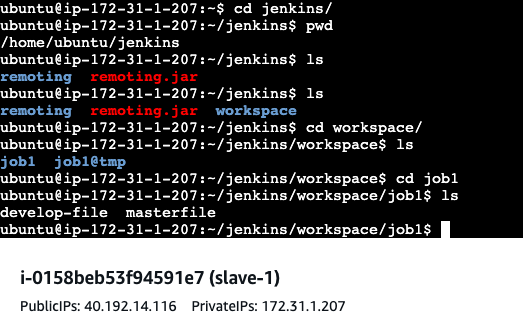 ubuntu@ip-172-31-1-207:~$ cd jenkins/
ubuntu@ip-172-31-1-207:~/jenkins$ pwd
/home/ubuntu/jenkins
ubuntu@ip-172-31-1-207:~/jenkins$ ls
remoting  remoting.jar
ubuntu@ip-172-31-1-207:~/jenkins$ ls
remoting  remoting.jar  workspace
ubuntu@ip-172-31-1-207:~/jenkins$ cd workspace/
ubuntu@ip-172-31-1-207:~/jenkins/workspace$ ls
job1  job1@tmp
ubuntu@ip-172-31-1-207:~/jenkins/workspace$ cd job1
ubuntu@ip-172-31-1-207:~/jenkins/workspace/job1$ ls
develop-file  masterfile
ubuntu@ip-172-31-1-207:~/jenkins/workspace/job1$
i-0158beb53f94591e7 (slave-1)
PublicIPs: 40.192.14.116  PrivateIPs: 172.31.1.207